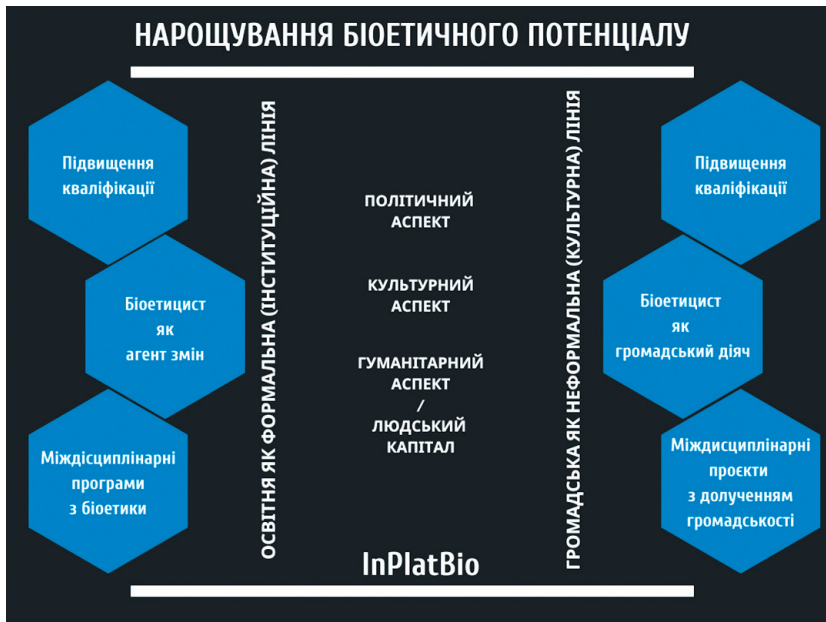 НАРОЩУВАННЯ БІОЕТИЧНОГО ПОТЕНЦІАЛУ
Підвищення
кваліфікації
Біоетицист
як
агент змін
Міждісциплінарні
програми
з біоетики
ОСВІТНЯ ЯК ФОРМАЛЬНА (ІНСТИТУЦІЙНА) ЛІНІЯ
ПОЛІТИЧНИЙ
АСПЕКТ
КУЛЬТУРНИЙ
АСПЕКТ
ГУМАНІТАРНИЙ
АСПЕКТ
/
ЛЮДСЬКИЙ
КАПІТАЛ
InPlatBio
ГРОМАДСЬКА ЯК НЕФОРМАЛЬНА (КУЛЬТУРНА) ЛІНІЯ
Підвищення
кваліфікації
Біоетицист
як
громадський діяч
Міждисциплінарні
проєкти
з долученням
громадськості